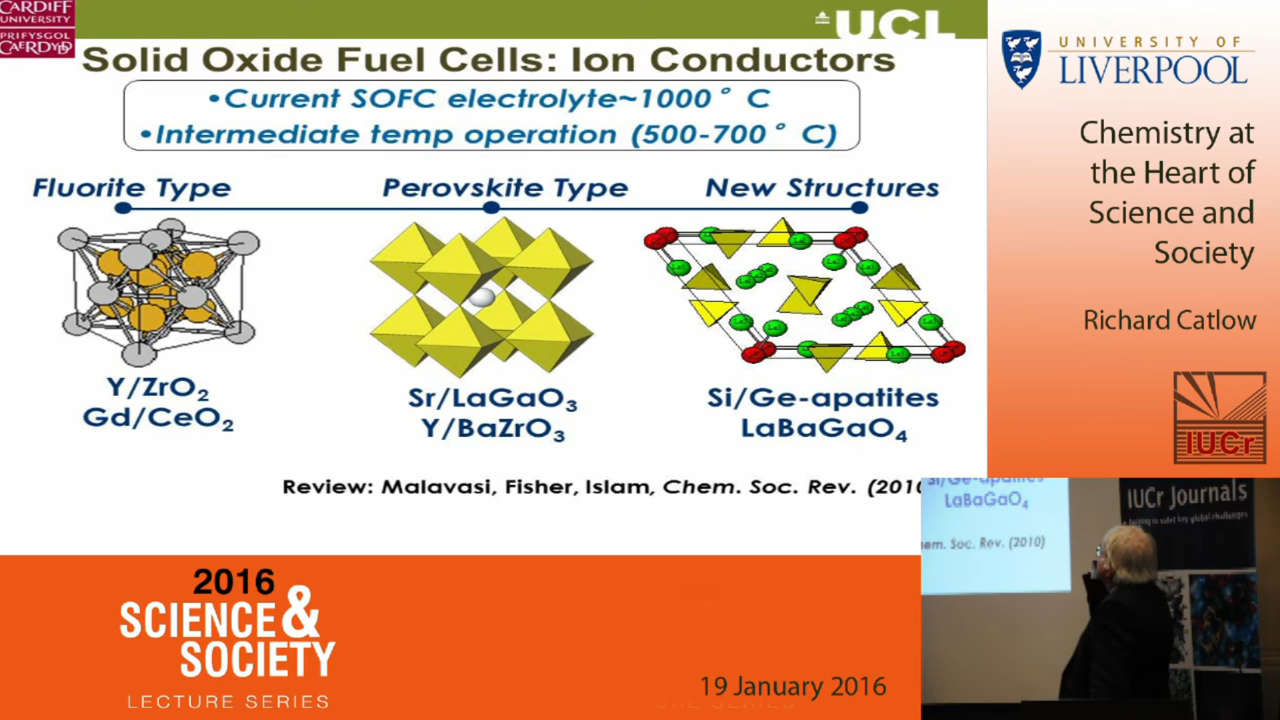 CARDIFF
UNIVERSITY
PRIFYSGOL
CAERDYDD
UCL
Solid Oxide Fuel Cells: Ion Conductors
•Current SOFC electrolyte~1000° C
•Intermediate temp operation (500-700° C)
Fluorite Type
Perovskite Type
New Structures
Y/ZrO2
Gd/CeO2
Sr/LaGaO3
Y/BaZrO3
Si/Ge-apatites
LaBaGaO4
Review: Malavasi, Fisher, Islam, Chem. Soc. Rev. (2010
UNIVERSITY OF
LIVERPOOL
Chemistry at
the Heart of
Science and
Society
Richard Catlow
IUCr
Si/Ge-apatites
LaBaGaO4
em. Soc. Rev. (2010)
IUCr Journals
2016
SCIENCE &
SOCIETY
LECTURE SERIES
19 January 2016